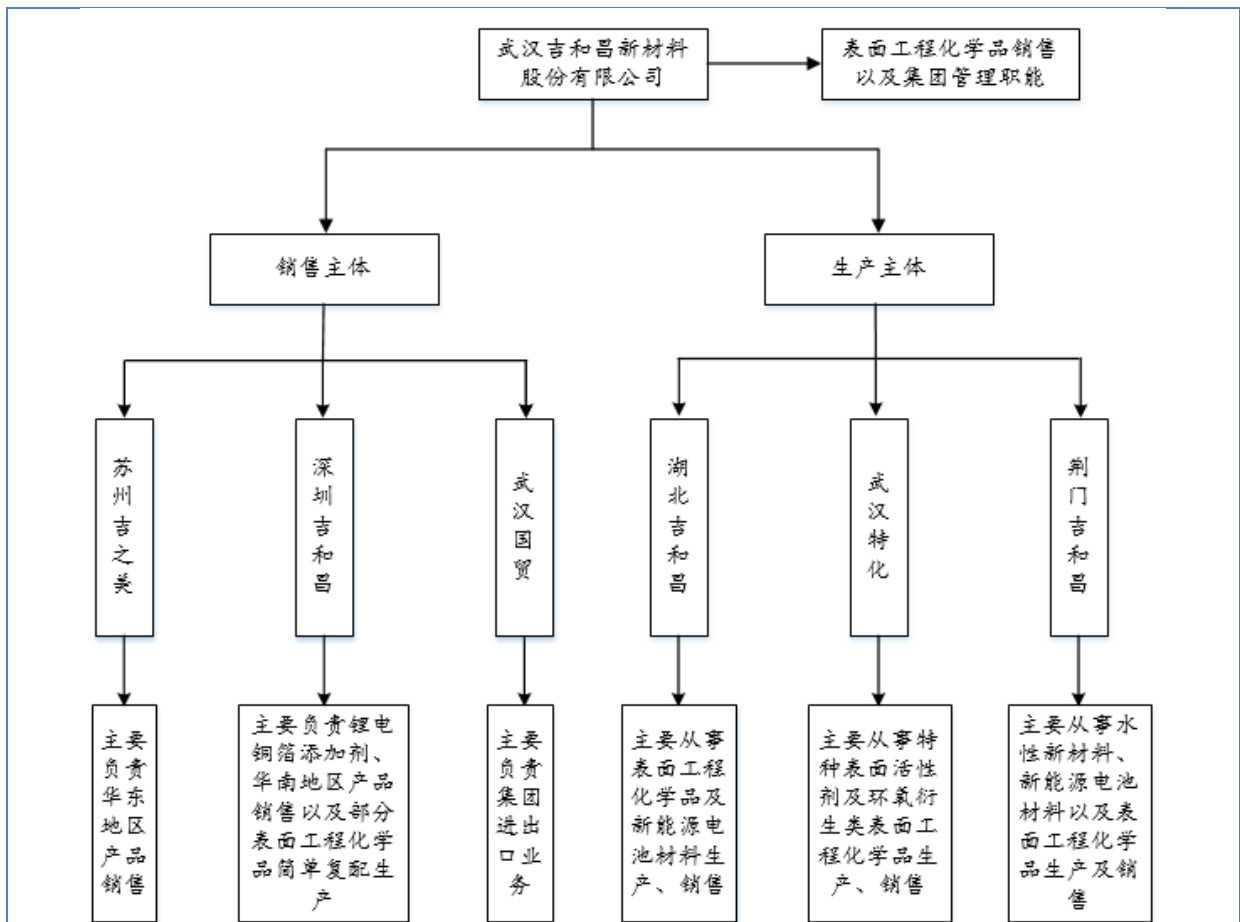 武汉吉和昌新材料
股份有限公司
表面工程化学品销售
以及集团管理职能
销售主体
生产主体
苏州吉之美
深圳吉和昌
武汉国贸
湖北吉和昌
武汉特化
荆门吉和昌
主要
负责
华东
地区
产品
销售
主要负责锂电
铜箔添加剂、
华南地区产品
销售以及部分
表面工程化学
品简单复配生
产
主要
负责
集团
进出
口业
务
主要从事
表面工程
化学品及
新能源电
池材料生
产、销售
主要从事特
种表面活性
剂及环氧衍
生类表面工
程化学品生
产、销售
主要从事水
性新材料、
新能源电池
材料以及表
面工程化学
品生产及销
售